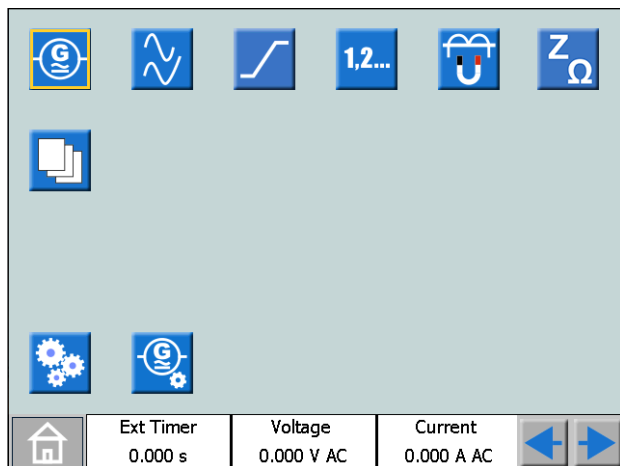 G
1,2...
Z
Ω
G
Ext Timer
Voltage
Current
0.000 s
0.000 V AC
0.000 A AC